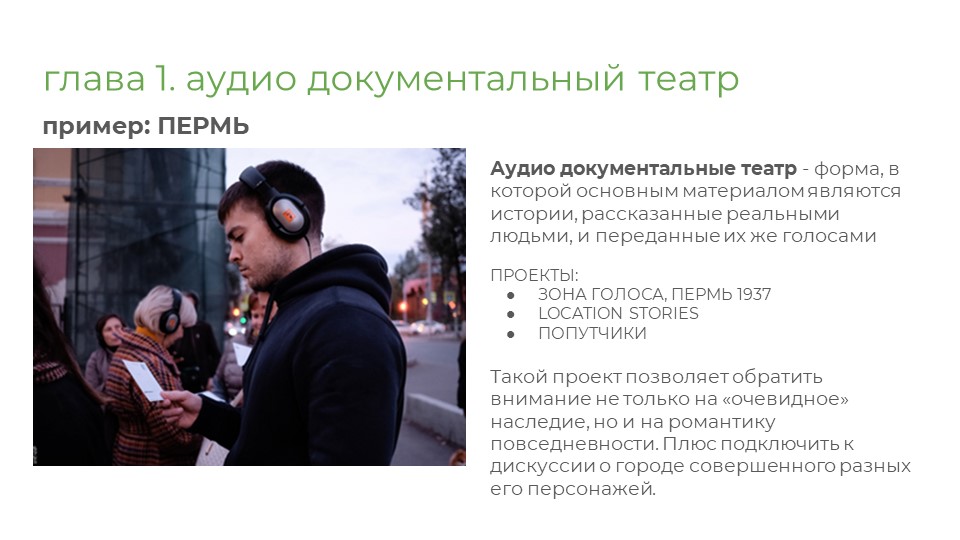 глава 1. аудио документальный театр
пример: ПЕРМЬ
Аудио документальные театр - форма, в
которой основным материалом являются
истории, рассказанные реальными
людьми, и переданные их же голосами
ПРОЕКТЫ:
● ЗОНА ГОЛОСА, ПЕРМЬ 1937
● LOCATION STORIES
● ПОПУТЧИКИ
Такой проект позволяет обратить
внимание не только на «очевидное»
наследие, но и на романтику
повседневности. Плюс подключить к
дискуссии о городе совершенного разных
его персонажей.